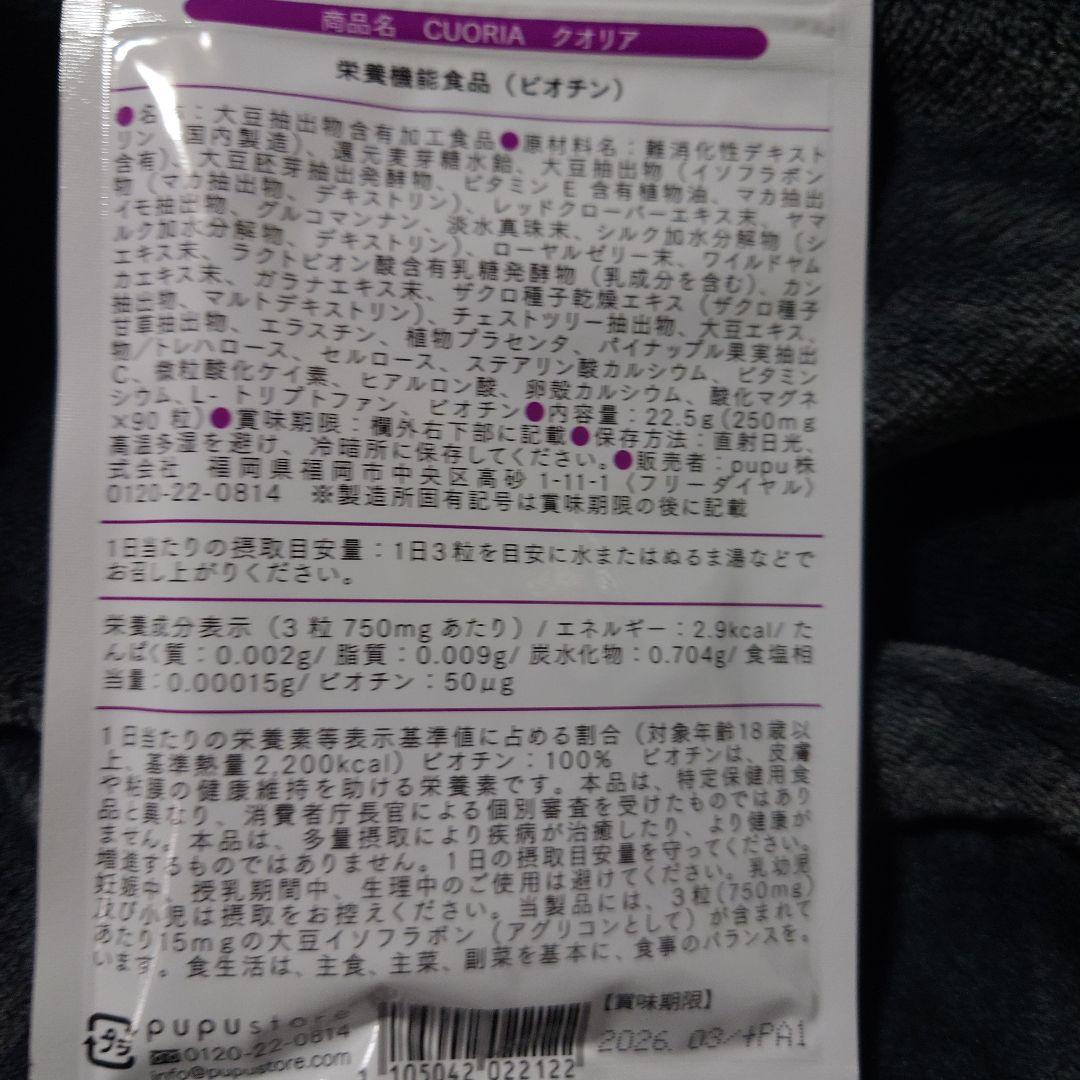 商品名 CUORIA クオリア
栄養機能食品（ビオチン）
●名称：大豆抽出物含有加工食品●原材料名：難消化性デキスト
リン（国内製造）、還元麦芽糖水飴、大豆抽出物（イソフラボン
含有）、大豆胚芽抽出発酵物、ビタミンE含有植物油、マカ抽出
物（マカ抽出物、デキストリン）、レッドクローバーエキス末、ヤマ
イモ抽出物、グルコマンナン、淡水真珠末、シルク加水分解物（シ
ルク加水分解物、デキストリン）、ローヤルゼリー末、ワイルドヤム
エキス末、ラクトビオン酸含有乳糖発酵物（乳成分を含む）、カン
カエキス末、ガラナエキス末、ザクロ種子乾燥エキス（ザクロ種子
抽出物、マルトデキストリン）、チェストツリー抽出物、大豆エキス、
甘草抽出物、エラスチン、植物プラセンタ、パイナップル果実抽出
物/トレハロース、セルロース、ステアリン酸カルシウム、ビタミン
C、微粒酸化ケイ素、ヒアルロン酸、卵殻カルシウム、酸化マグネ
シウム、L- トリプトファン、ビオチン●内容量：22.5g（250mg
×90 粒）●賞味期限：欄外右下部に記載●保存方法：直射日光、
高温多湿を避け、冷暗所に保存してください。●販売者：pupu株
式会社 福岡県福岡市中央区高砂 1-11-1〈フリーダイヤル〉
0120-22-0814 ※製造所固有記号は賞味期限の後に記載
1日当たりの摂取目安量：1日3粒を目安に水またはぬるま湯などで
お召し上がりください。
栄養成分表示（3 粒 750mg あたり）/ エネルギー：2.9kcal/ た
んぱく質：0.002g/ 脂質：0.009g/ 炭水化物：0.704g/ 食塩相
当量：0.00015g/ ビオチン：50μg
1日当たりの栄養素等表示基準値に占める割合（対象年齢18歳以
上、基準熱量2,200kcal）ビオチン：100% ビオチンは、皮膚
や粘膜の健康維持を助ける栄養素です。本品は、特定保健用食
品と異なり、消費者庁長官による個別審査を受けたものではあり
ません。本品は、多量摂取により疾病が治癒したり、より健康が
増進するものではありません。1日の摂取目安量を守ってください。
妊娠中、授乳期間中、生理中のご使用は避けてください。乳幼児
及び小児は摂取をお控えください。当製品には、3粒(750mg)
あたり15mgの大豆イソフラボン（アグリコンとして）が含まれて
います。食生活は、主食、主菜、副菜を基本に、食事のバランスを。
【賞味期限】
2026. 03/+PA1
プラ
pupustore
0120-22-0814
info@pupustore.com
1 105042 022122